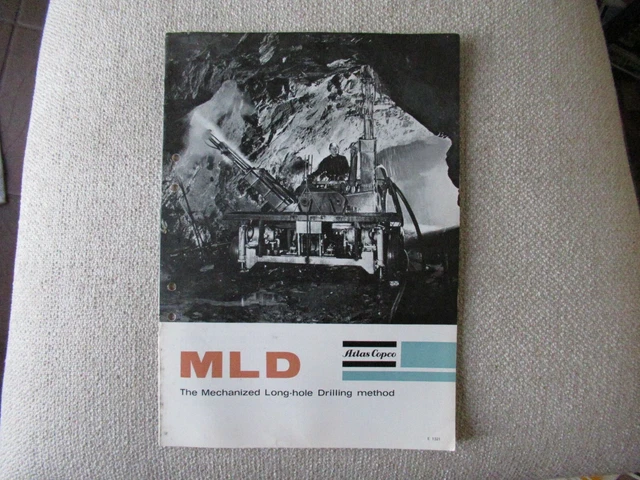 MLD
Atlas Copco
The Mechanized Long-hole Drilling method